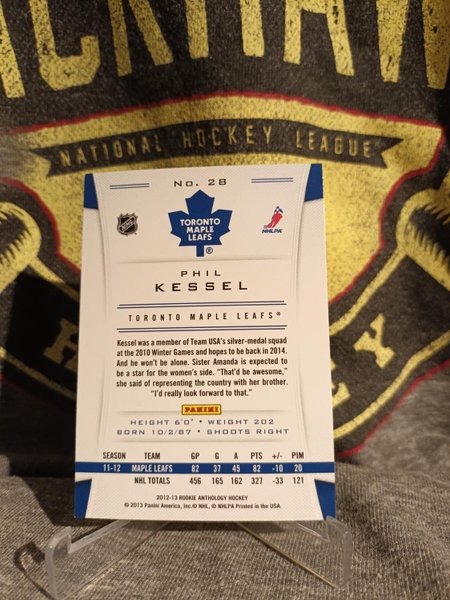 NATIONAL HOCKEY LEAGUE
No. 28
NHL
TORONTO
MAPLE
LEAFS
®
NHLPA
PHIL
KESSEL
TORONTO MAPLE LEAFS®
Kessel was a member of Team USA's silver-medal squad
at the 2010 Winter Games and hopes to be back in 2014.
And he won't be alone. Sister Amanda is expected to
be a star for the women's side. "That'd be awesome,"
she said of representing the country with her brother.
"I'd really look forward to that."
PANINI
HEIGHT 6'0" • WEIGHT 202
BORN 10/2/87 • SHOOTS RIGHT
SEASON TEAM GP G A PTS +/- PIM
11-12 MAPLE LEAFS 82 37 45 82 -10 20
NHL TOTALS 456 165 162 327 -33 121
2012-13 ROOKIE ANTHOLOGY HOCKEY
© 2013 Panini America, Inc. © NHL, © NHLPA Printed in the USA.